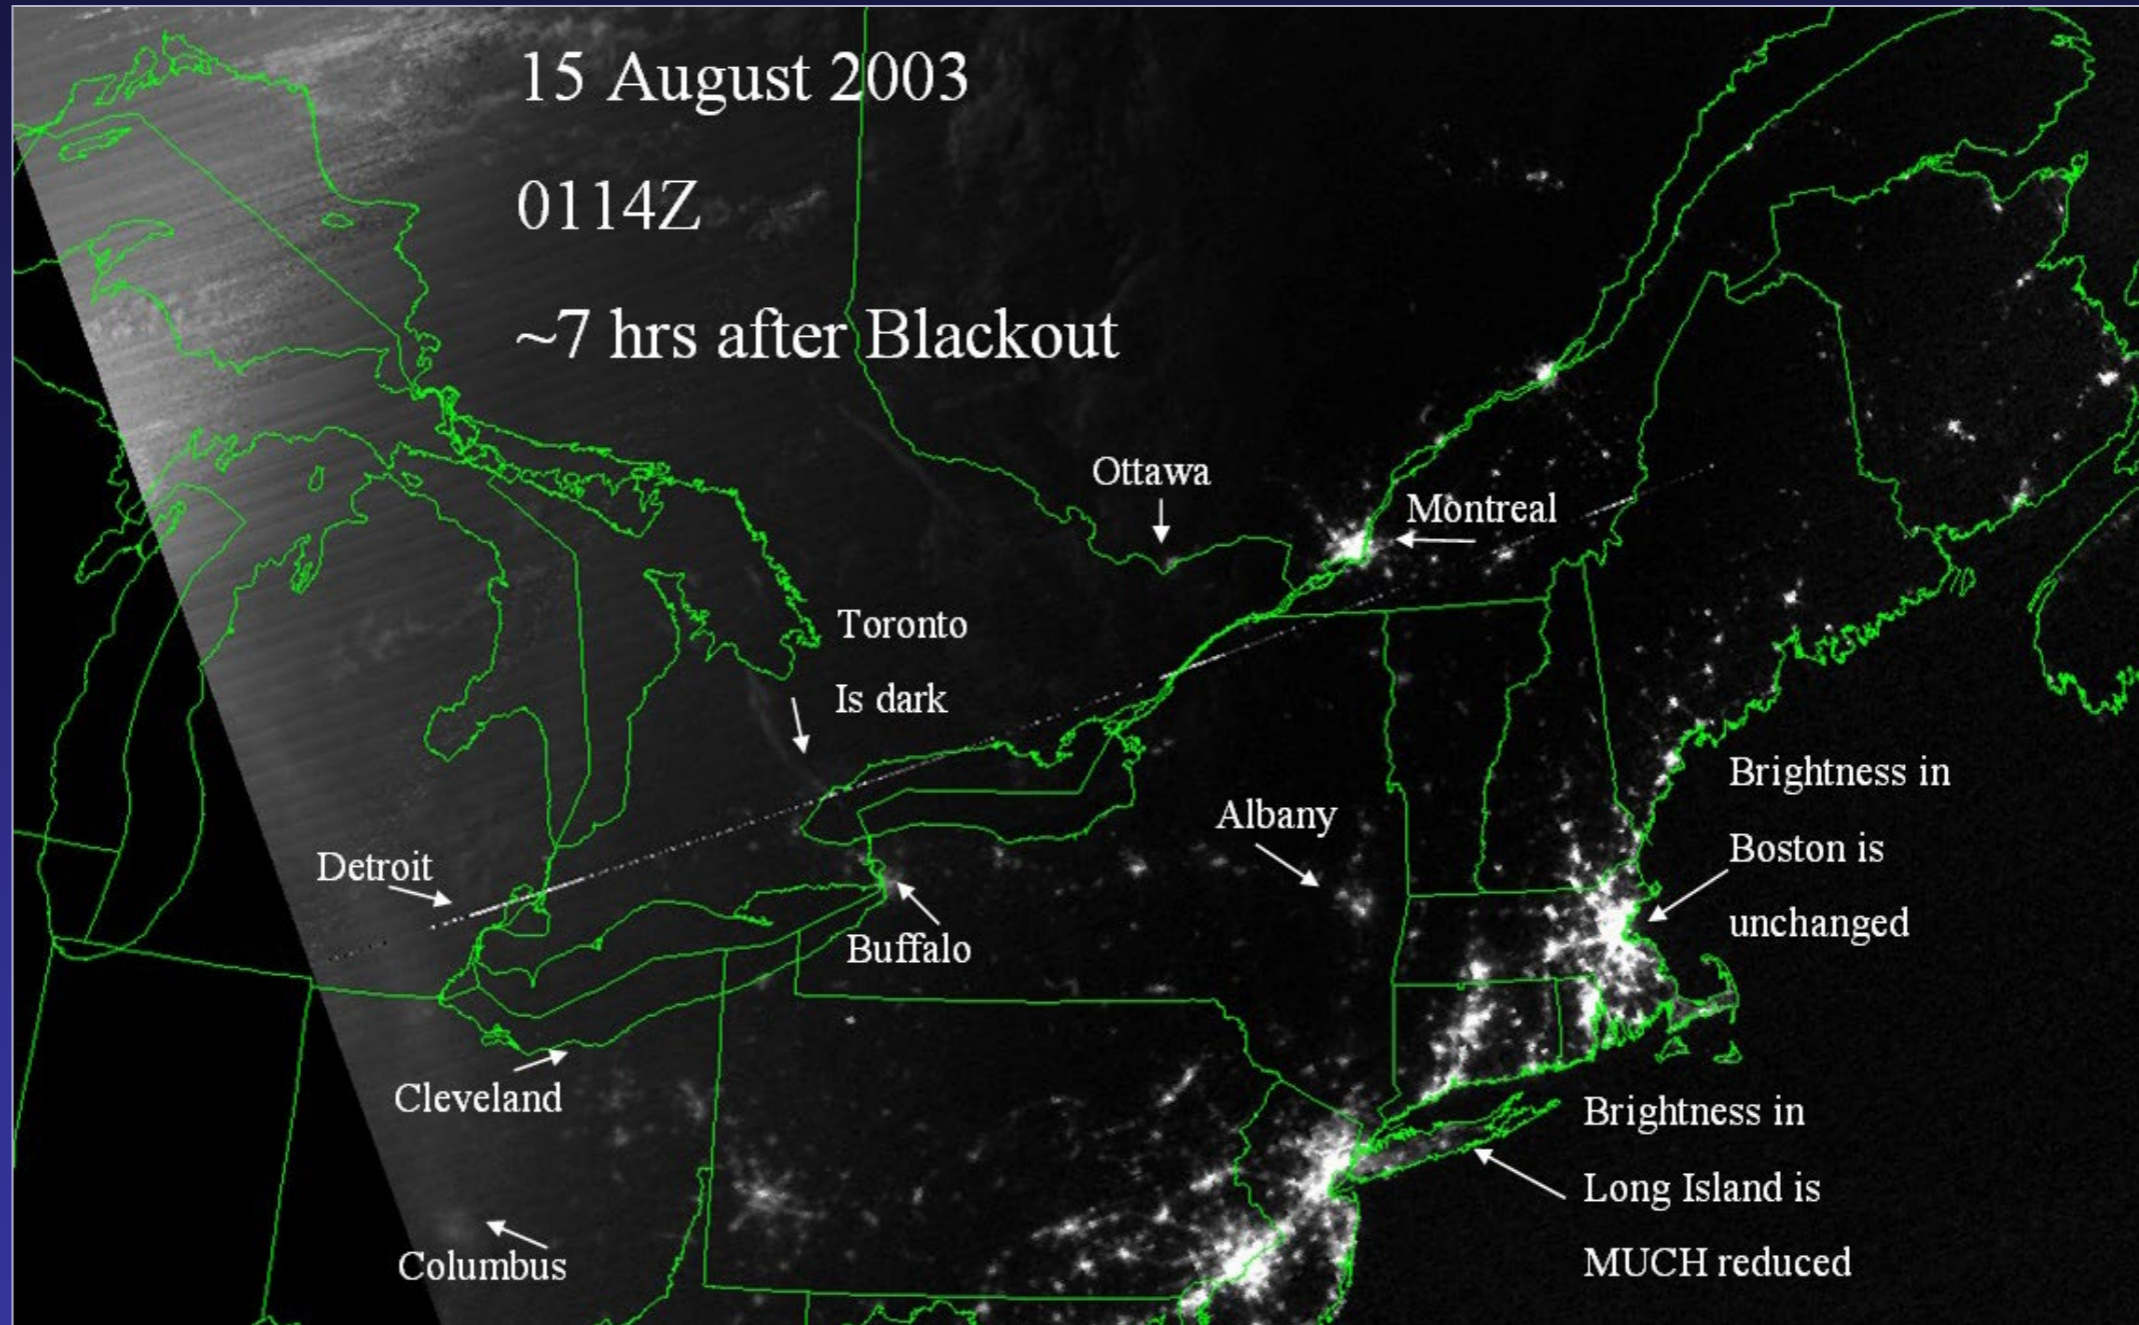 15 August 2003
0114Z
~7 hrs after Blackout
Ottawa
Montreal
Toronto
Is dark
Detroit
Buffalo
Albany
Brightness in
Boston is
unchanged
Cleveland
Columbus
Brightness in
Long Island is
MUCH reduced